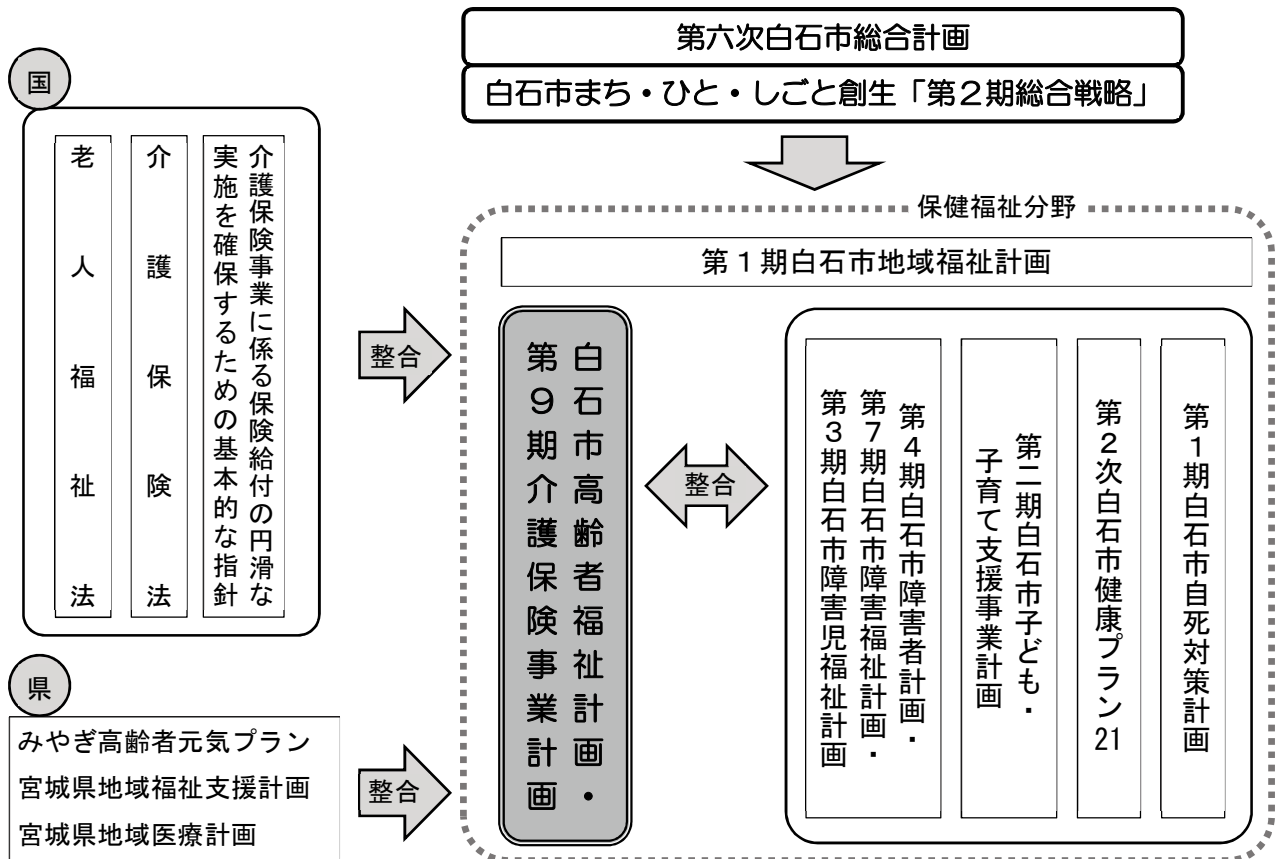 第六次白石市総合計画
白石市まち・ひと・しごと創生「第２期総合戦略」
国
介護保険事業に係る保険給付の円滑な
実施を確保するための基本的な指針
介護保険法
老人福祉法
整合
県
みやぎ高齢者元気プラン
宮城県地域福祉支援計画
宮城県地域医療計画
整合
保健福祉分野
第１期白石市地域福祉計画
白石市高齢者福祉計画・
第９期介護保険事業計画
整合
第１期白石市自死対策計画
第２次白石市健康プラン21
第二期白石市子ども・
子育て支援事業計画
第４期白石市障害者計画・
第７期白石市障害福祉計画・
第３期白石市障害児福祉計画